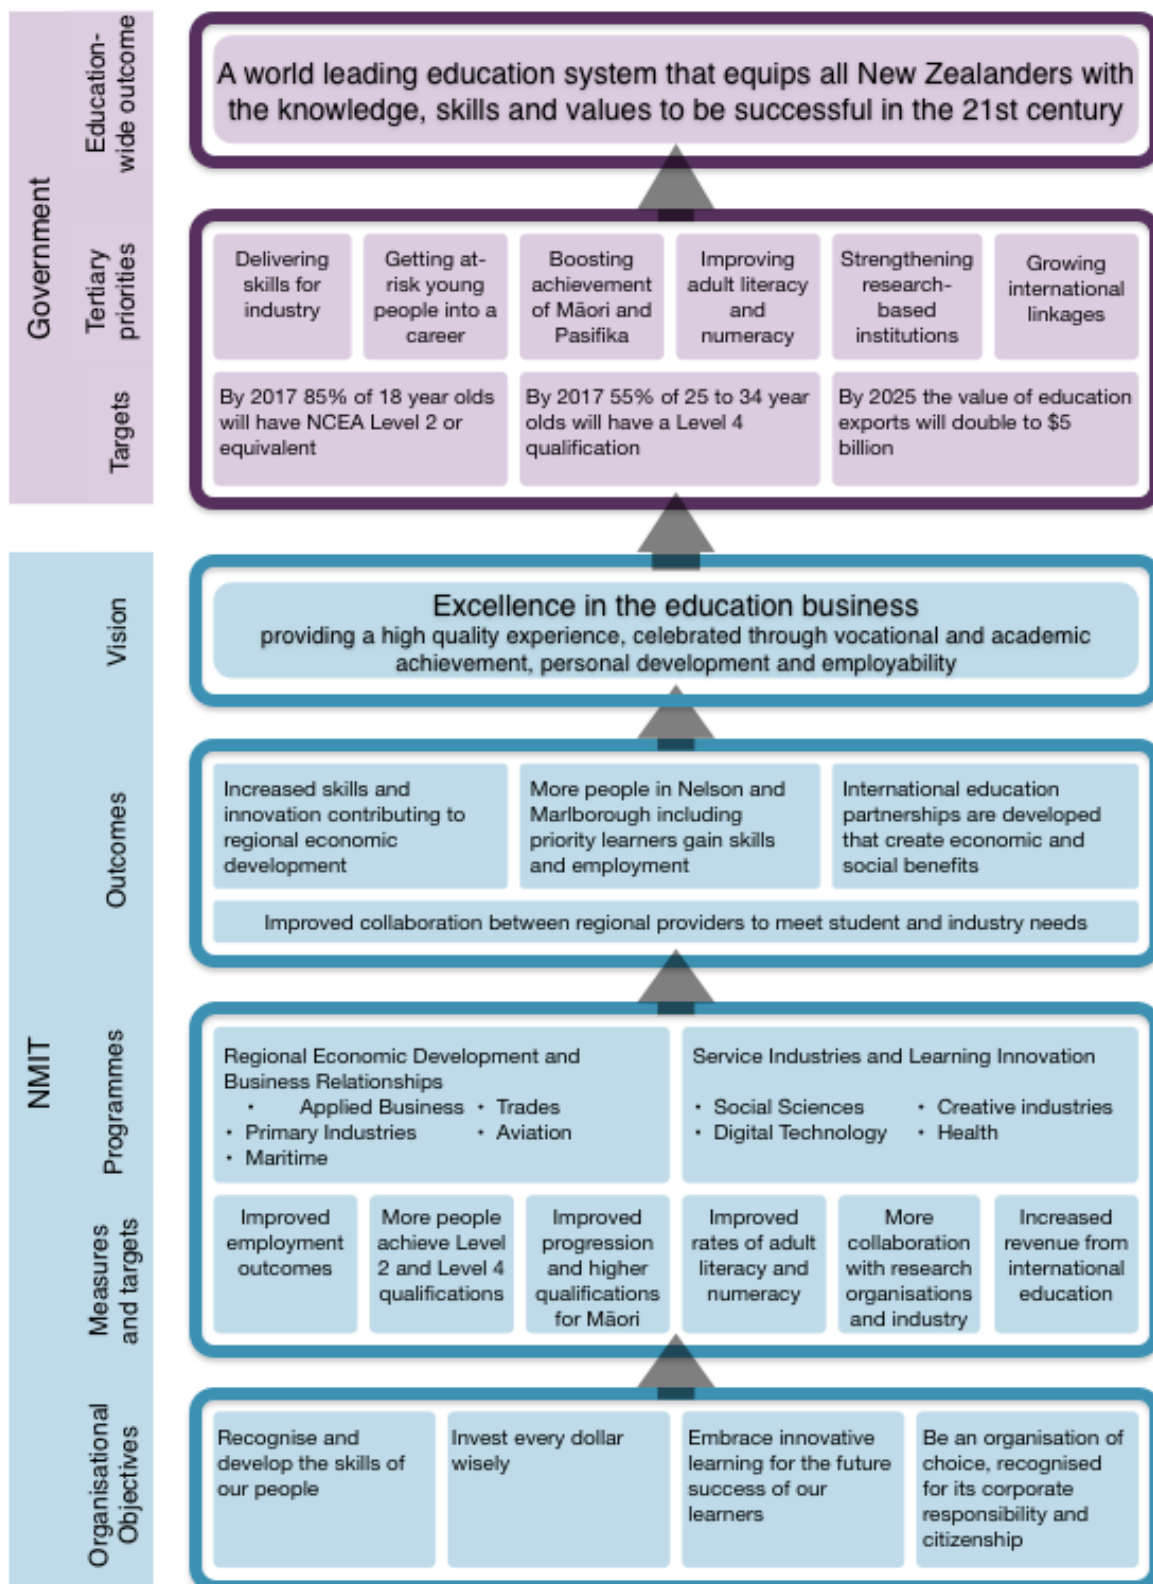 Government
Education-
wide outcome
A world leading education system that equips all New Zealanders with
the knowledge, skills and values to be successful in the 21st century
Tertiary
priorities
Delivering
skills for
industry
Getting at-
risk young
people into a
career
Boosting
achievement
of Māori and
Pasifika
Improving
adult literacy
and
numeracy
Strengthening
research-
based
institutions
Growing
international
linkages
Targets
By 2017 85% of 18 year olds
will have NCEA Level 2 or
equivalent
By 2017 55% of 25 to 34 year
olds will have a Level 4
qualification
By 2025 the value of education
exports will double to $5
billion
NMIT
Vision
Excellence in the education business
providing a high quality experience, celebrated through vocational and academic
achievement, personal development and employability
Outcomes
Increased skills and
innovation contributing to
regional economic
development
More people in Nelson and
Marlborough including
priority learners gain skills
and employment
International education
partnerships are developed
that create economic and
social benefits
Improved collaboration between regional providers to meet student and industry needs
Programmes
Regional Economic Development and
Business Relationships
• Applied Business • Trades
• Primary Industries • Aviation
• Maritime
Service Industries and Learning Innovation
• Social Sciences • Creative industries
• Digital Technology • Health
Measures
and targets
Improved
employment
outcomes
More people
achieve Level
2 and Level 4
qualifications
Improved
progression
and higher
qualifications
for Māori
Improved
rates of adult
literacy and
numeracy
More
collaboration
with research
organisations
and industry
Increased
revenue from
international
education
Organisational
Objectives
Recognise and
develop the skills of
our people
Invest every dollar
wisely
Embrace innovative
learning for the future
success of our
learners
Be an organisation of
choice, recognised
for its corporate
responsibility and
citizenship